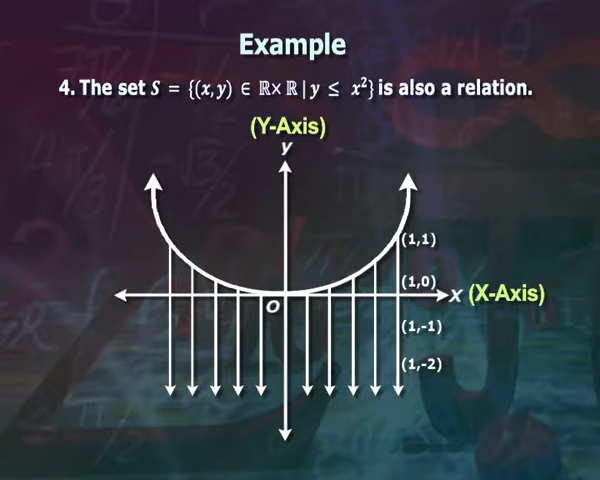 Example
4. The set S = {(x,y) ∈ ℝ× ℝ | y ≤ x²} is also a relation.
(Y-Axis)
y
(1,1)
(1,0)
x (X-Axis)
O
(1,-1)
(1,-2)